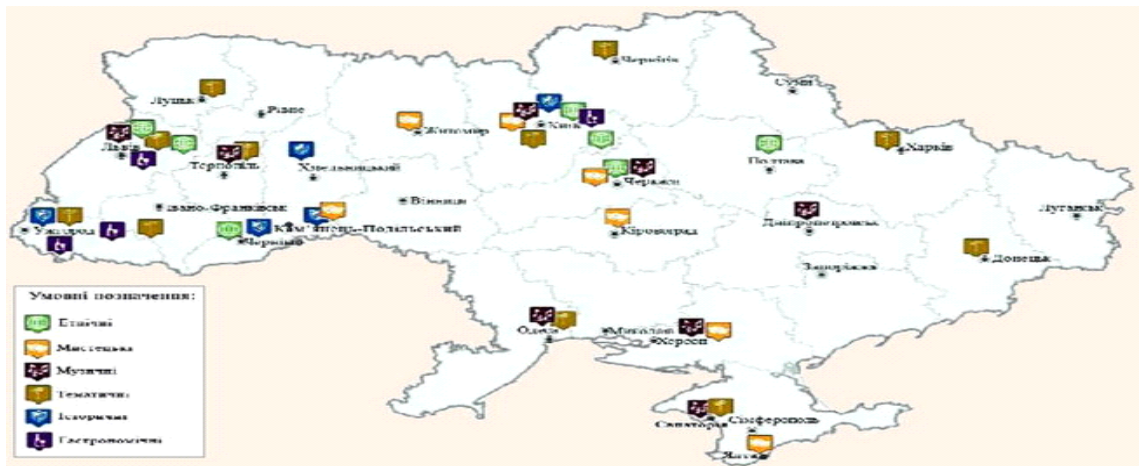 Чернігів
Суми
Луцьк
Рівне
Житомир
Київ
Львів
Тернопіль
Хмельницький
Полтава
Харків
Черкаси
Івано-Франківськ
Вінниця
Луганськ
Ужгород
Кам'янець-Подільський
Чернівці
Кіровоград
Дніпропетровськ
Донецьк
Запоріжжя
Умовні позначення:
Етнічні
Мистецькі
Музичні
Тематичні
Історичні
Гастрономічні
Одеса
Миколаїв
Херсон
Сімферополь
Ялта